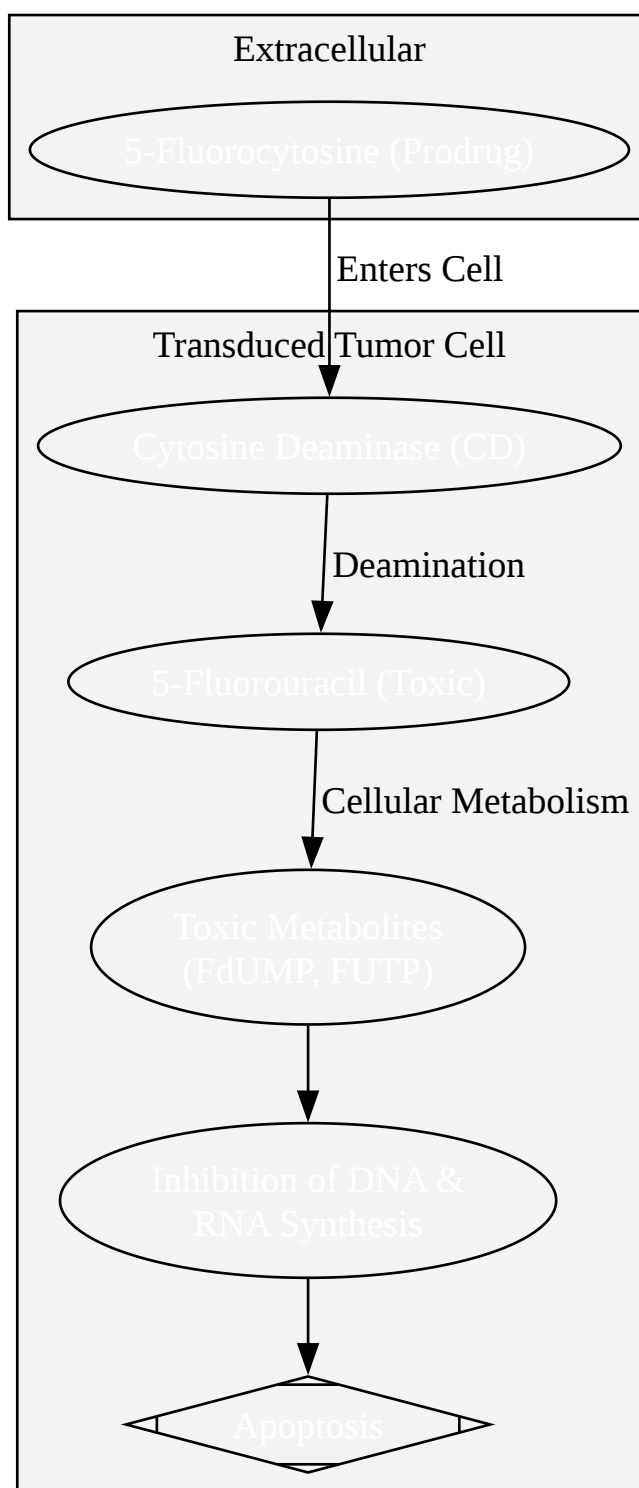 Extracellular
5-Fluorocytosine (Prodrug)
Enters Cell
Transduced Tumor Cell
Cytosine Deaminase (CD)
Deamination
5-Fluorouracil (Toxic)
Cellular Metabolism
Toxic Metabolites
(FdUMP, FUTP)
Inhibition of DNA &
RNA Synthesis
Apoptosis